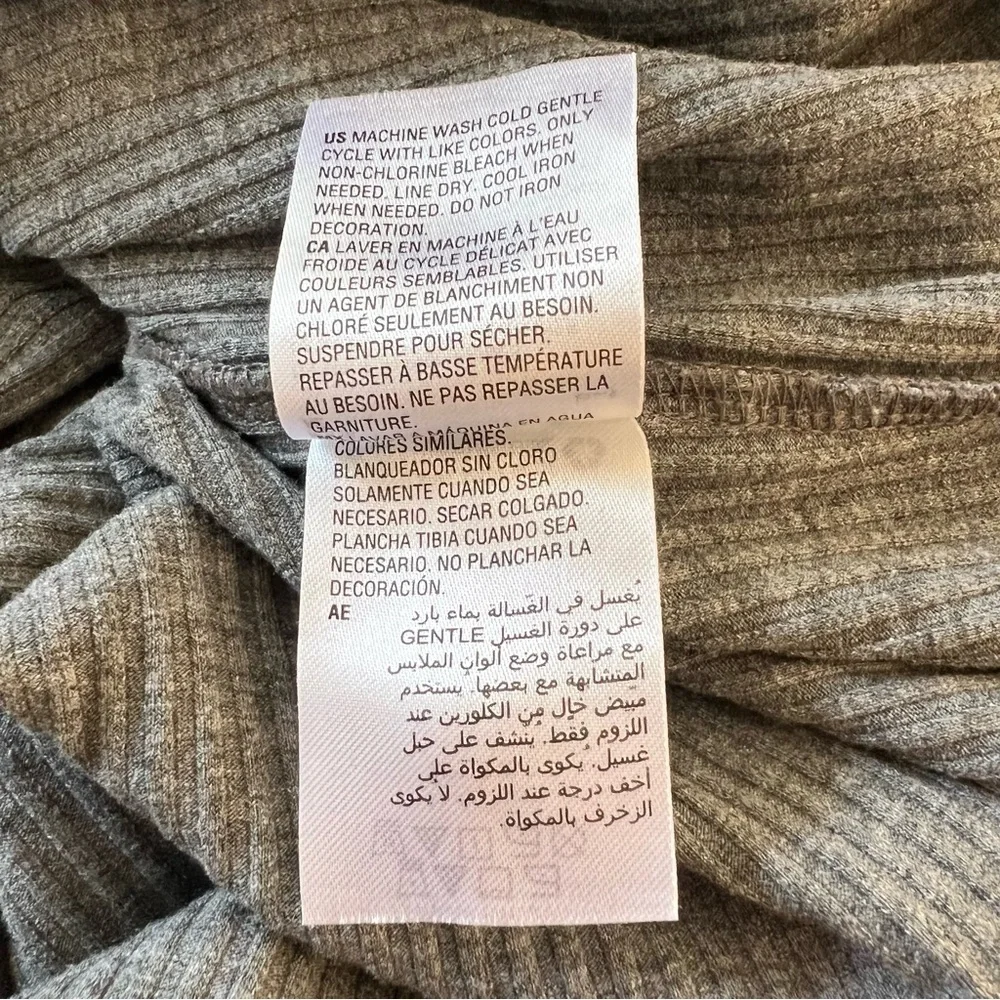 US MACHINE WASH COLD GENTLE
CYCLE WITH LIKE COLORS. ONLY
NON-CHLORINE BLEACH WHEN
NEEDED. LINE DRY. COOL IRON
WHEN NEEDED. DO NOT IRON
DECORATION.
CA LAVER EN MACHINE À L'EAU
FROIDE AU CYCLE DÉLICAT AVEC
COULEURS SEMBLABLES. UTILISER
UN AGENT DE BLANCHIMENT NON
CHLORÉ SEULEMENT AU BESOIN.
SUSPENDRE POUR SÉCHER.
REPASSER À BASSE TEMPÉRATURE
AU BESOIN. NE PAS REPASSER LA
GARNITURE.
A MÁQUINA EN AGUA
COLORES SIMILARES.
BLANQUEADOR SIN CLORO
SOLAMENTE CUANDO SEA
NECESARIO. SECAR COLGADO.
PLANCHA TIBIA CUANDO SEA
NECESARIO. NO PLANCHAR LA
DECORACIÓN.
AE يُغسل في الغّسالة بماء بارد
على دورة الغسيل GENTLE
مع مراعاة وضع ألوان الملابس
المتشابهة مع بعضها. يستخدم
مبيض خالٍ من الكلورين عند
اللزوم فقط. يُنشف على حبل
غسيل. يُكوى بالمكواة على
أخف درجة عند اللزوم. لا يكوى
الزخرف بالمكواة.